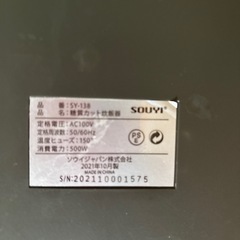 品 番：SY-138
SOUYI
品 名：糖質カット炊飯器
定格電圧：AC100V
定格周波数：50/60Hz
温度ヒューズ：150°
消費電力：500W
PS E
ソウイジャパン株式会社
2021年10月製
MADE IN CHINA
S/N:202110001575